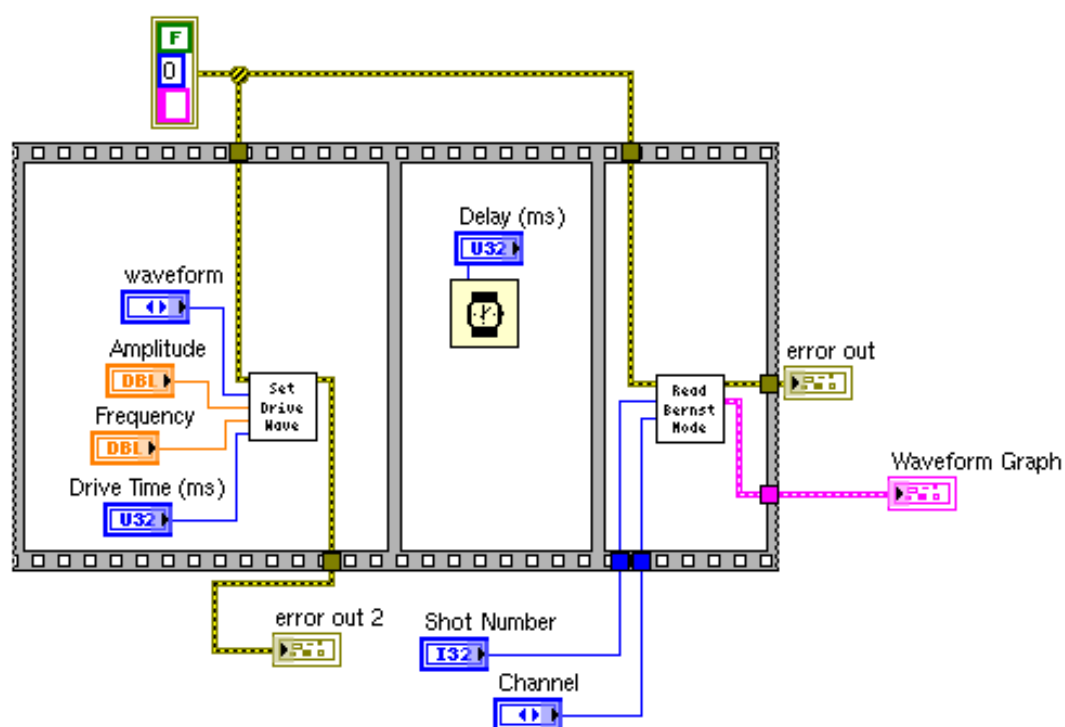 F
0
Delay (ms)
U32
waveform
Amplitude
DBL
Set
Drive
Wave
Frequency
DBL
Drive Time (ms)
U32
error out
Read
Bernst
Mode
Waveform Graph
error out 2
Shot Number
I32
Channel